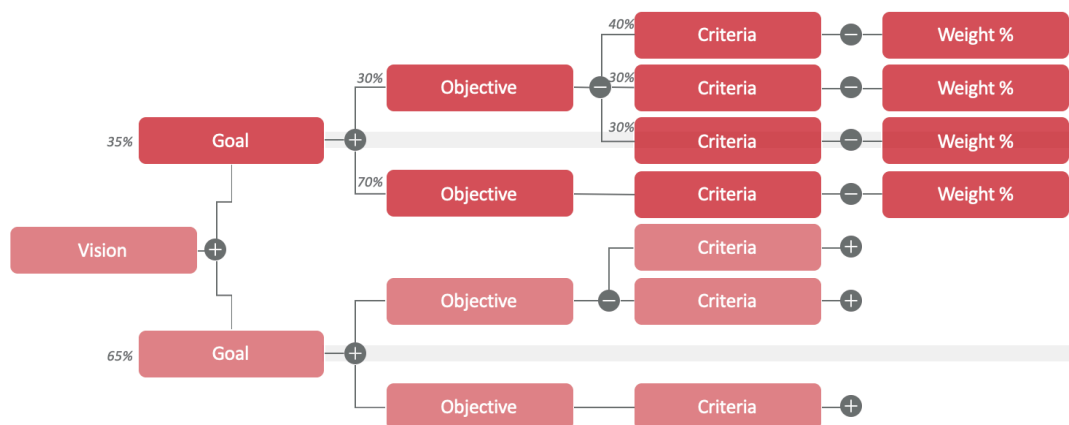 40%
Criteria
Weight %
30%
Objective
30%
Criteria
Weight %
35%
Goal
30%
Criteria
Weight %
70%
Objective
Criteria
Weight %
Vision
Criteria
Objective
Criteria
65%
Goal
Objective
Criteria